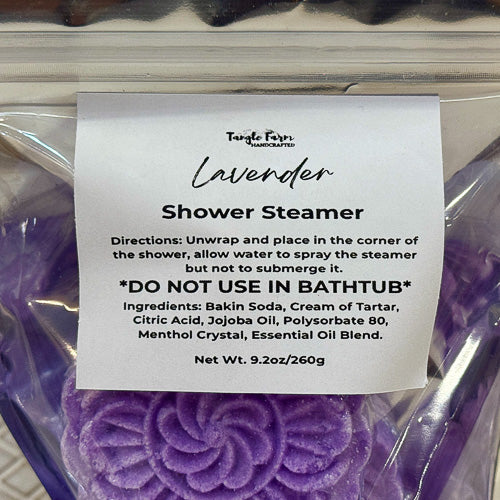 Tangle Farm
HANDCRAFTED
Lavender
Shower Steamer
Directions: Unwrap and place in the corner of
the shower, allow water to spray the steamer
but not to submerge it.
*DO NOT USE IN BATHTUB*
Ingredients: Bakin Soda, Cream of Tartar,
Citric Acid, Jojoba Oil, Polysorbate 80,
Menthol Crystal, Essential Oil Blend.
Net Wt. 9.2oz/260g